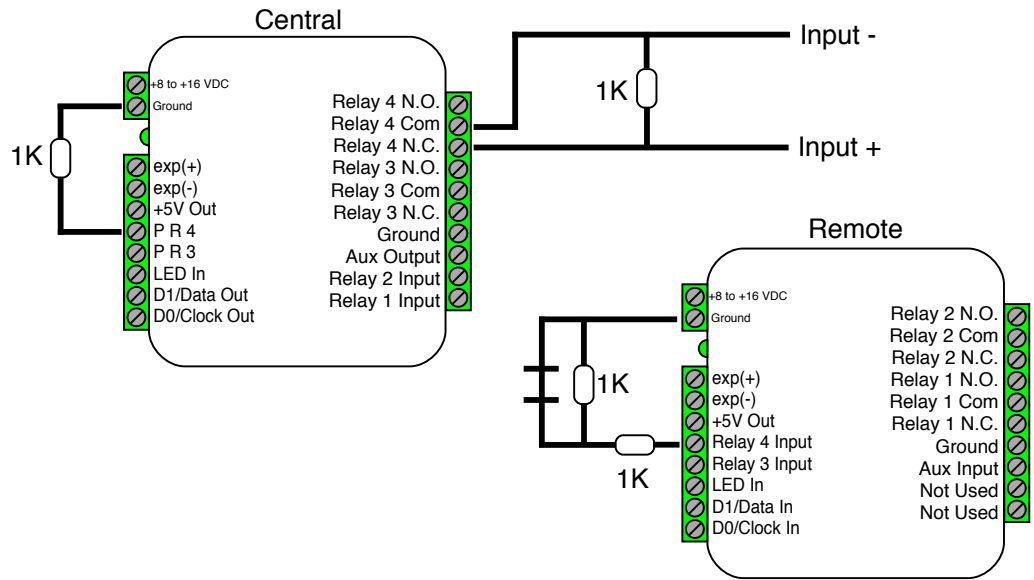 Central
+8 to +16 VDC
Ground
1K
exp(+)
exp(-)
+5V Out
P R 4
P R 3
LED In
D1/Data Out
D0/Clock Out
Relay 4 N.O.
Relay 4 Com
Relay 4 N.C.
Relay 3 N.O.
Relay 3 Com
Relay 3 N.C.
Ground
Aux Output
Relay 2 Input
Relay 1 Input
Input -
1K
Input +
Remote
+8 to +16 VDC
Ground
1K
1K
exp(+)
exp(-)
+5V Out
Relay 4 Input
Relay 3 Input
LED In
D1/Data In
D0/Clock In
Relay 2 N.O.
Relay 2 Com
Relay 2 N.C.
Relay 1 N.O.
Relay 1 Com
Relay 1 N.C.
Ground
Aux Input
Not Used
Not Used